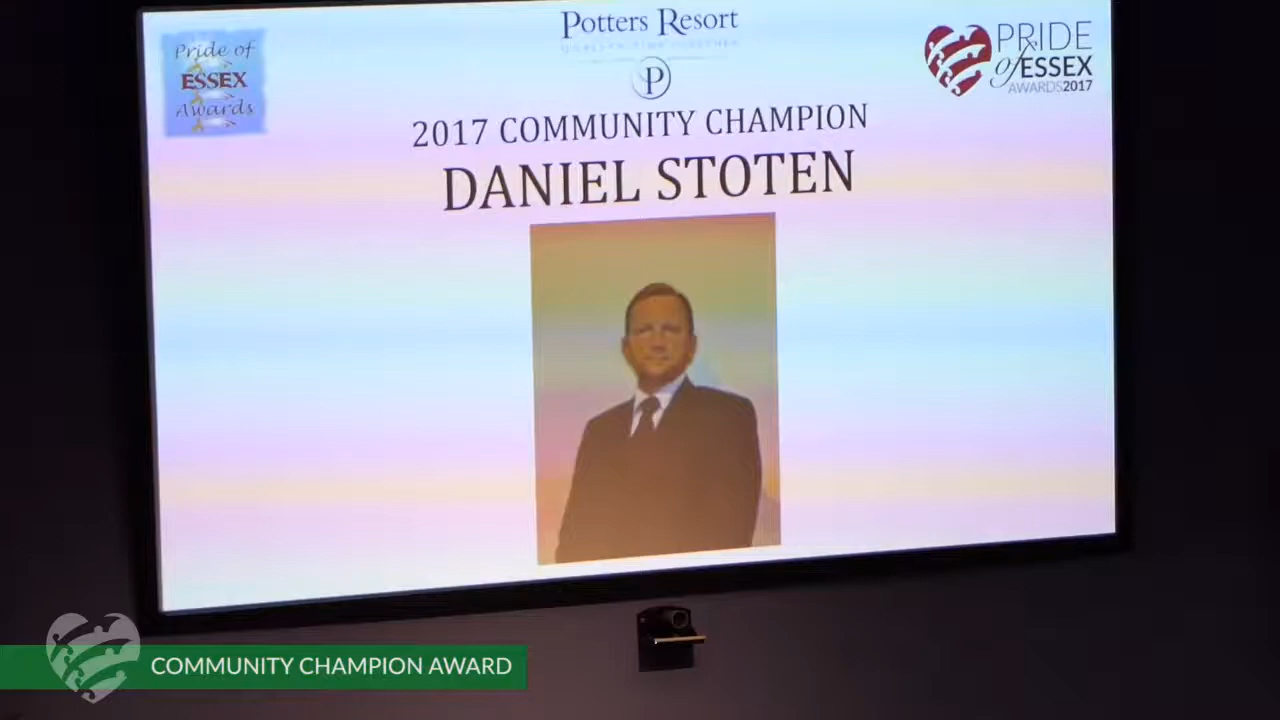 Potters Resort
P
Pride of
ESSEX
Awards
PRIDE
of ESSEX
AWARDS2017
2017 COMMUNITY CHAMPION
DANIEL STOTEN
COMMUNITY CHAMPION AWARD